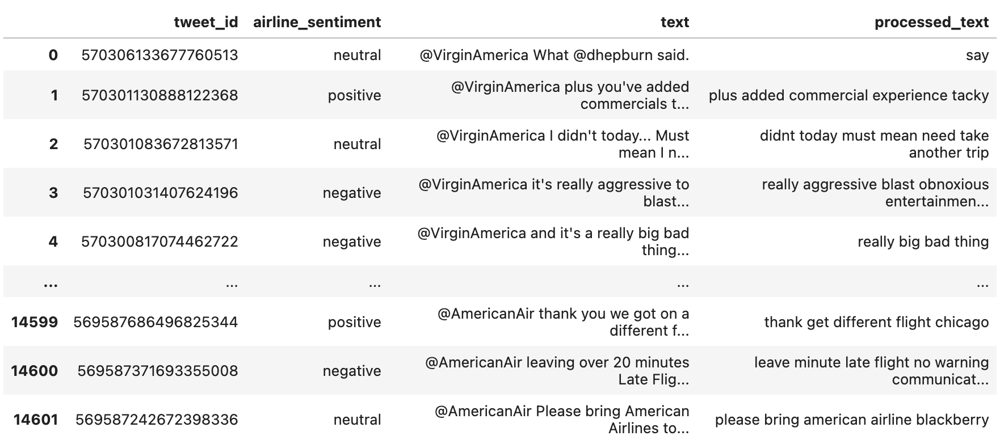 tweet_id airline_sentiment text processed_text
0 570306133677760513 neutral @VirginAmerica What @dhepburn said. say
1 570301130888122368 positive @VirginAmerica plus you've added commercials t... plus added commercial experience tacky
2 570301083672813571 neutral @VirginAmerica I didn't today... Must mean I n... didnt today must mean need take another trip
3 570301031407624196 negative @VirginAmerica it's really aggressive to blast... really aggressive blast obnoxious entertainmen...
4 570300817074462722 negative @VirginAmerica and it's a really big bad thing... really big bad thing
... ... ... ... ...
14599 569587686496825344 positive @AmericanAir thank you we got on a different f... thank get different flight chicago
14600 569587371693355008 negative @AmericanAir leaving over 20 minutes Late Flig... leave minute late flight no warning communicat...
14601 569587242672398336 neutral @AmericanAir Please bring American Airlines to... please bring american airline blackberry